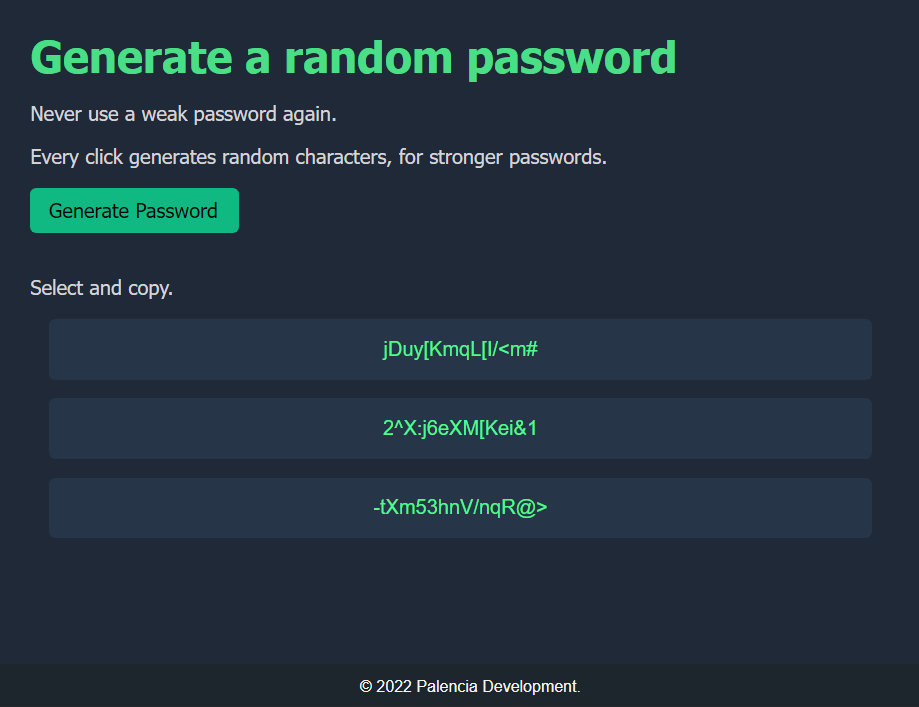 Generate a random password
Never use a weak password again.
Every click generates random characters, for stronger passwords.
Generate Password
Select and copy.
jDuy[KmqL[I/<m#
2^X:j6eXM[Kei&1
-tXm53hnV/nqR@>
© 2022 Palencia Development.